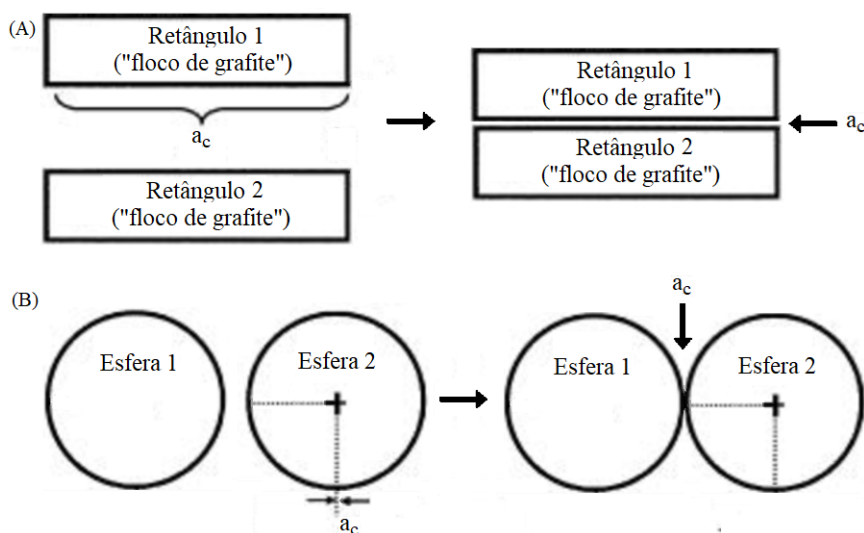 (A)
Retângulo 1
("floco de grafite")
a_c
Retângulo 2
("floco de grafite")
Retângulo 1
("floco de grafite")
a_c
Retângulo 2
("floco de grafite")
(B)
a_c
Esfera 1
Esfera 2
a_c
Esfera 1
Esfera 2